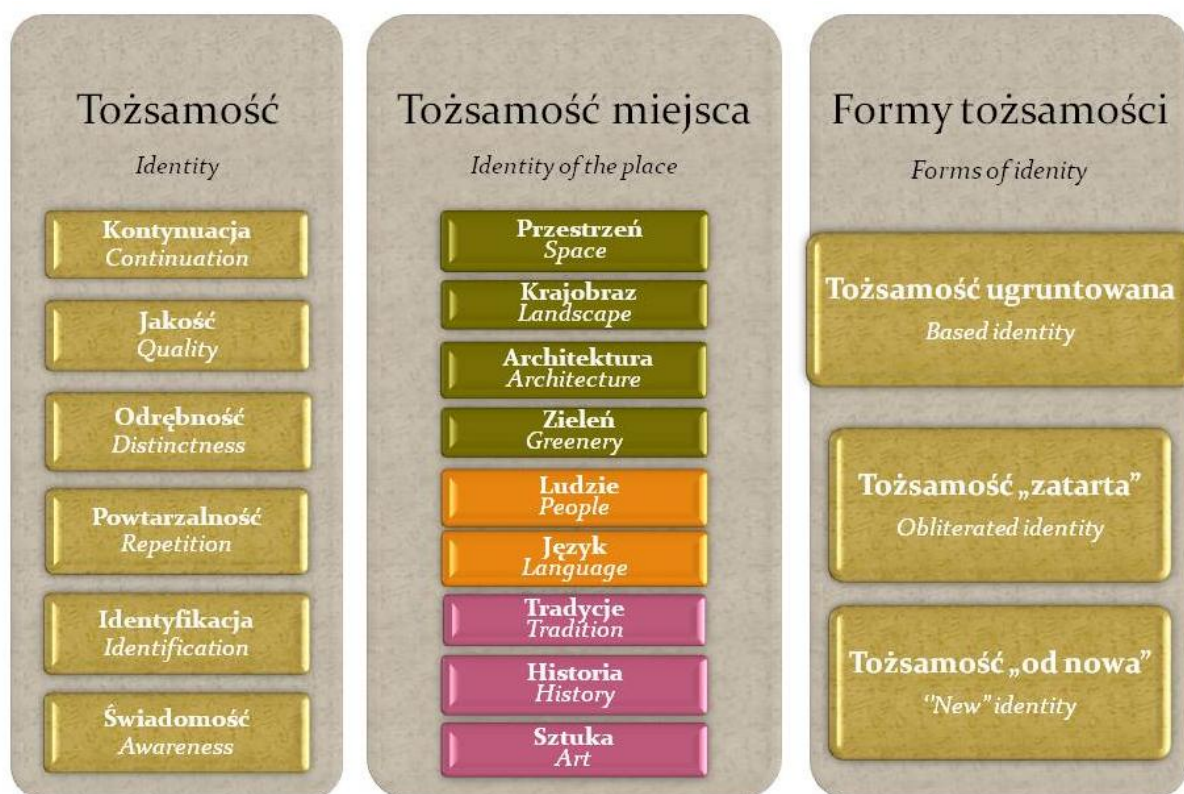 Tożsamość
Identity
Kontynuacja
Continuation
Jakość
Quality
Odrębność
Distinctness
Powtarzalność
Repetition
Identyfikacja
Identification
Świadomość
Awareness
Tożsamość miejsca
Identity of the place
Przestrzeń
Space
Krajobraz
Landscape
Architektura
Architecture
Zieleń
Greenery
Ludzie
People
Język
Language
Tradycje
Tradition
Historia
History
Sztuka
Art
Formy tożsamości
Forms of idenity
Tożsamość ugruntowana
Based identity
Tożsamość „zatarta”
Obliterated identity
Tożsamość „od nowa”
‘’New” identity